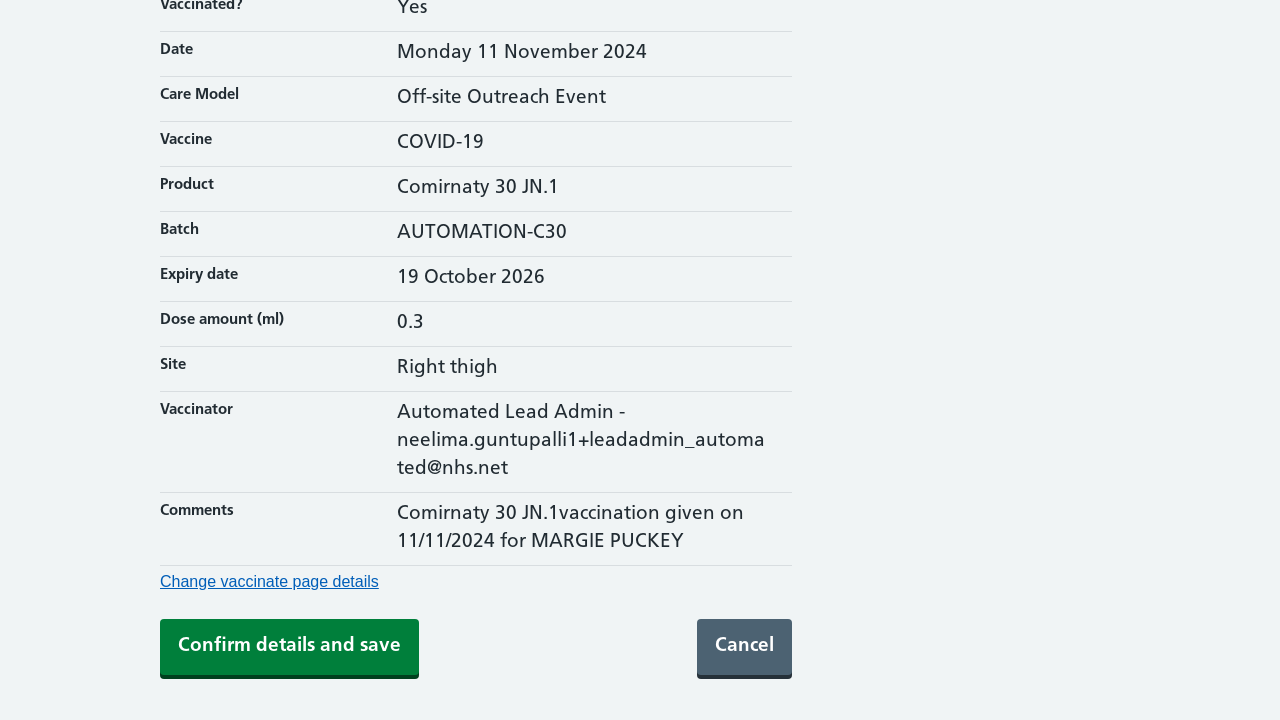 Vaccinated? Yes
Date Monday 11 November 2024
Care Model Off-site Outreach Event
Vaccine COVID-19
Product Comirnaty 30 JN.1
Batch AUTOMATION-C30
Expiry date 19 October 2026
Dose amount (ml) 0.3
Site Right thigh
Vaccinator Automated Lead Admin -
neelima.guntupalli1+leadadmin_automa
ted@nhs.net
Comments Comirnaty 30 JN.1vaccination given on
11/11/2024 for MARGIE PUCKEY
Change vaccinate page details
Confirm details and save Cancel